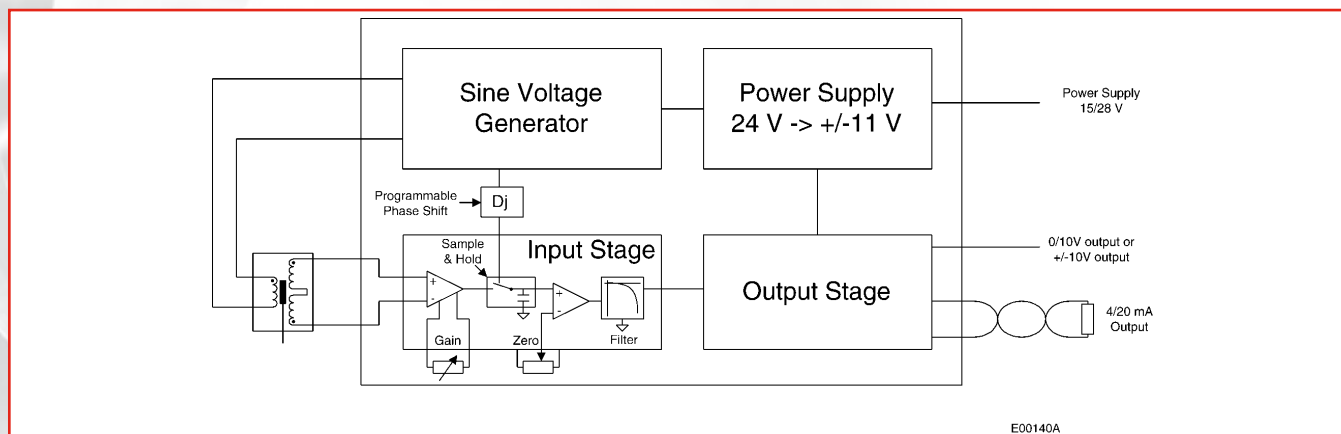 Sine Voltage
Generator
Power Supply
24 V -> +/-11 V
Power Supply
15/28 V
Programmable
Phase Shift
Dj
Sample
& Hold
Input Stage
+
-
+
-
Gain
Zero
Filter
Output Stage
0/10V output or
+/-10V output
4/20 mA
Output
E00140A